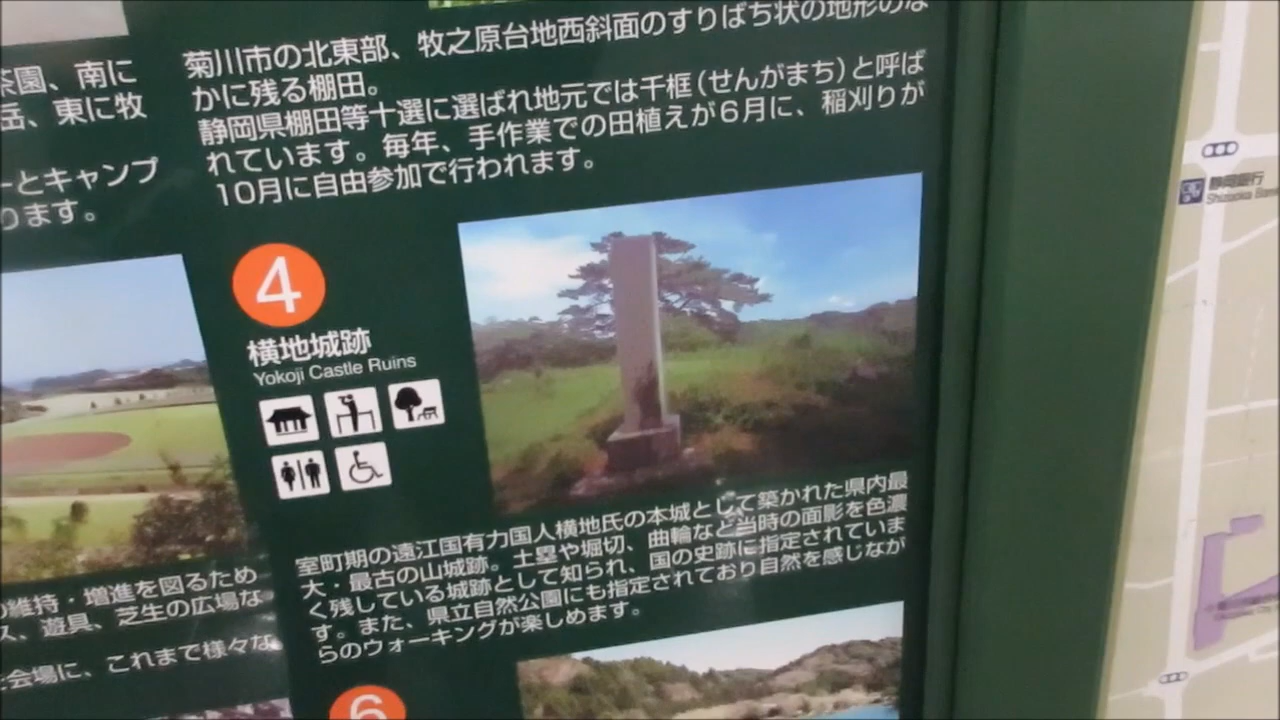 茶園、南に
岳、東に牧
ーとキャンプ
ります。
菊川市の北東部、牧之原台地西斜面のすりばち状の地形のな
かに残る棚田。
静岡県棚田等十選に選ばれ地元では千框（せんがまち）と呼ば
れています。毎年、手作業での田植えが6月に、稲刈りが
10月に自由参加で行われます。
4
横地城跡
Yokoji Castle Ruins
室町期の遠江国有力国人横地氏の本城として築かれた県内最
大・最古の山城跡。土塁や堀切、曲輪など当時の面影を色濃
く残している城跡として知られ、国の史跡に指定されていま
す。また、県立自然公園にも指定されており自然を感じなが
らのウォーキングが楽しめます。
維持・増進を図るため
ス、遊具、芝生の広場な
会場に、これまで様々な
6
静岡銀行
Shizuoka Bank